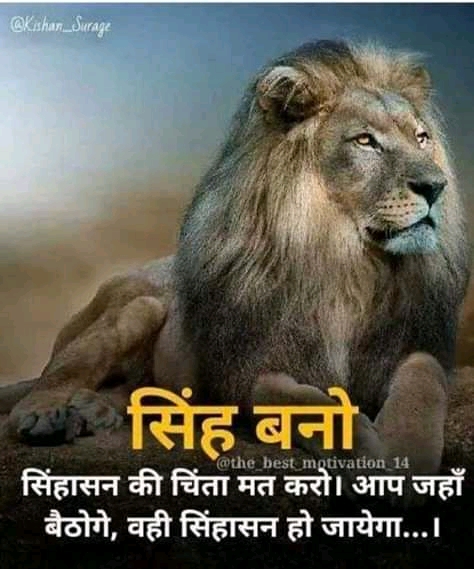 @Kishan_Surage
सिंह बनो
@the_best_motivation_14
सिंहासन की चिंता मत करो। आप जहाँ
बैठोगे, वही सिंहासन हो जायेगा...।